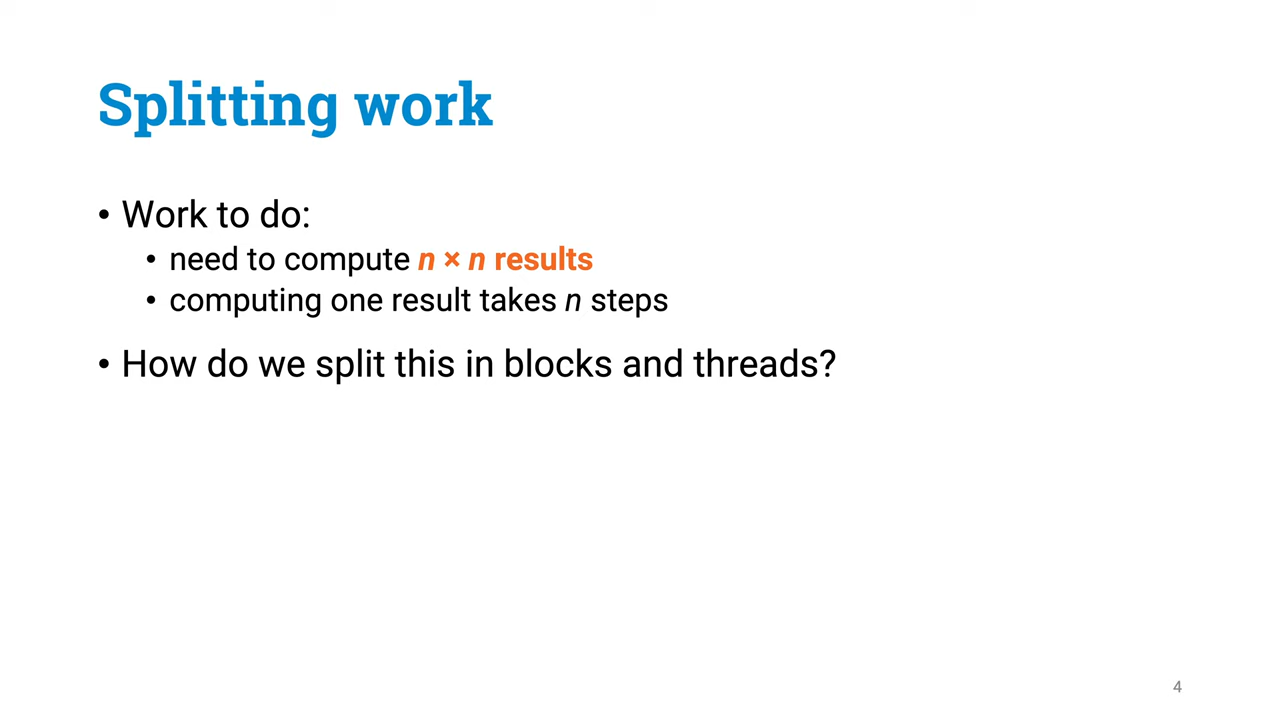 Splitting work
• Work to do:
• need to compute n × n results
• computing one result takes n steps
• How do we split this in blocks and threads?
4